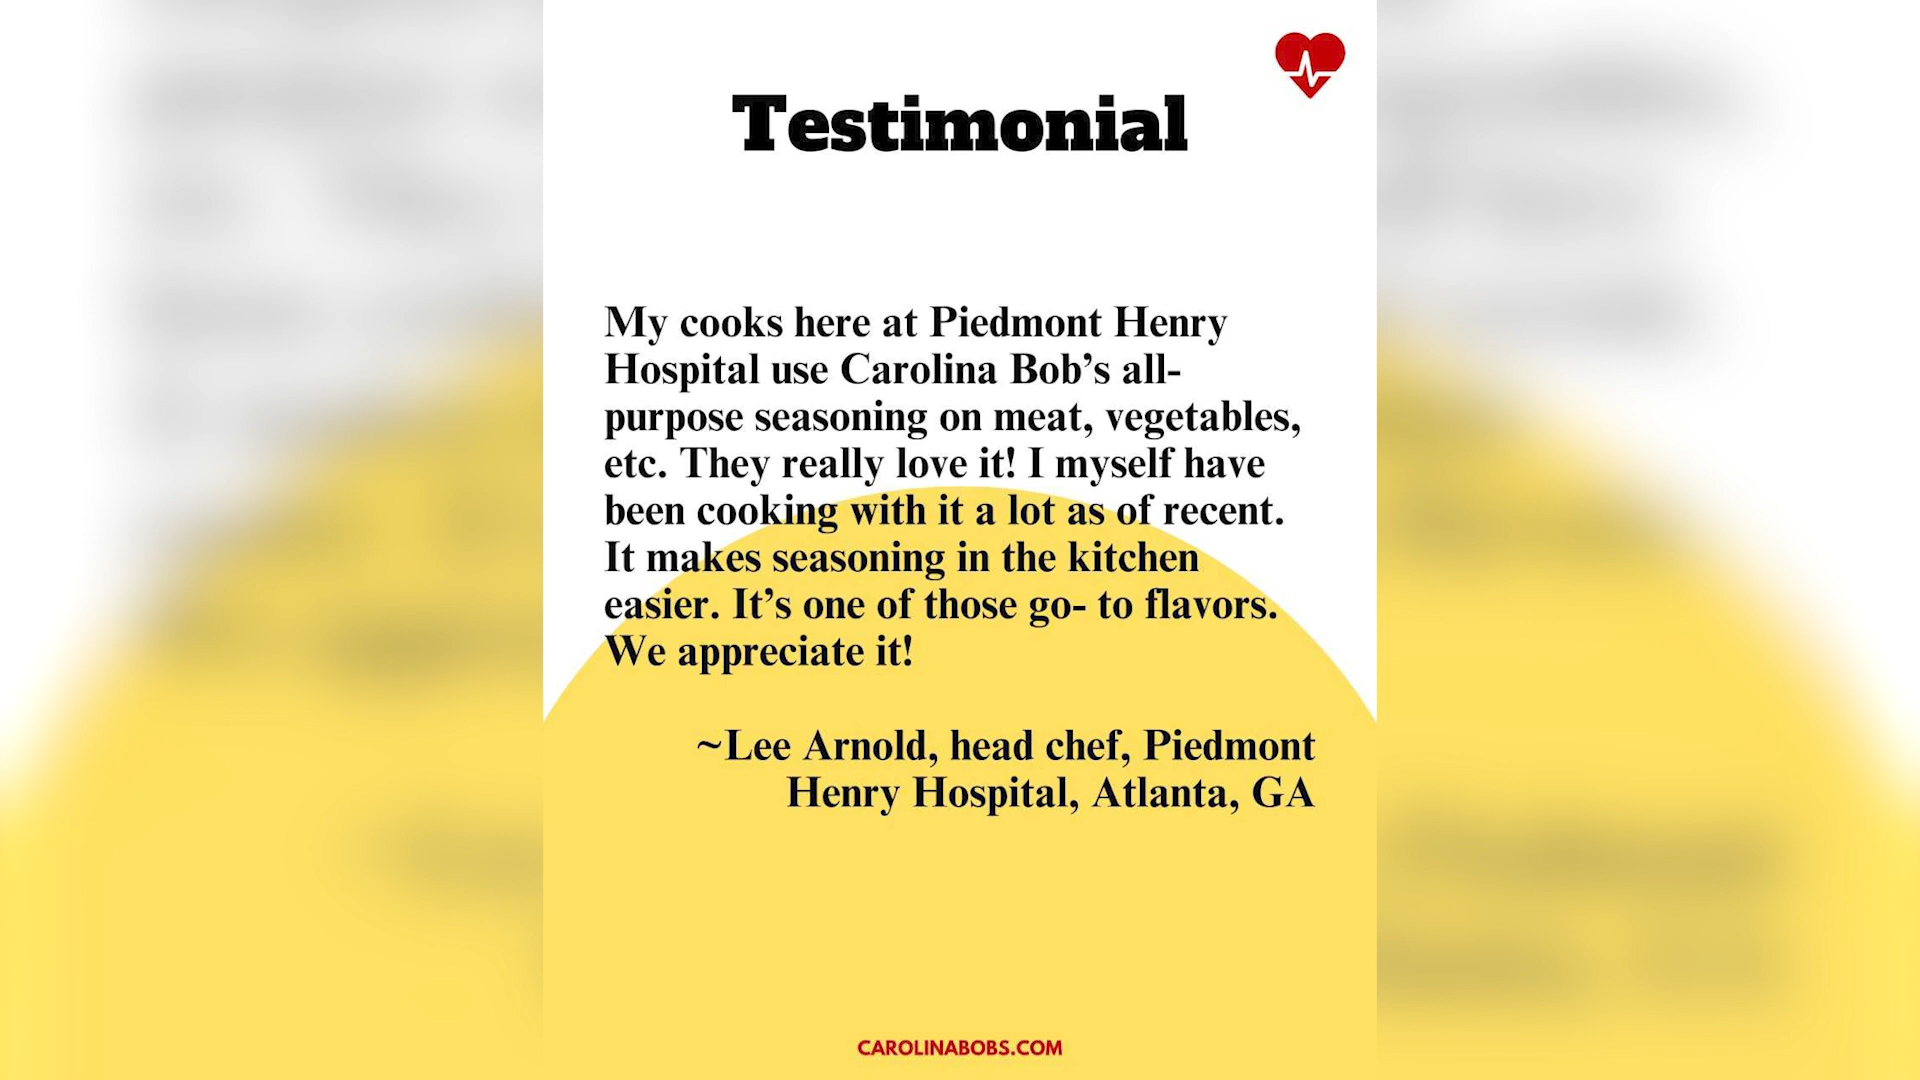 Testimonial
My cooks here at Piedmont Henry
Hospital use Carolina Bob’s all-
purpose seasoning on meat, vegetables,
etc. They really love it! I myself have
been cooking with it a lot as of recent.
It makes seasoning in the kitchen
easier. It’s one of those go- to flavors.
We appreciate it!
~Lee Arnold, head chef, Piedmont
Henry Hospital, Atlanta, GA
CAROLINABOBS.COM